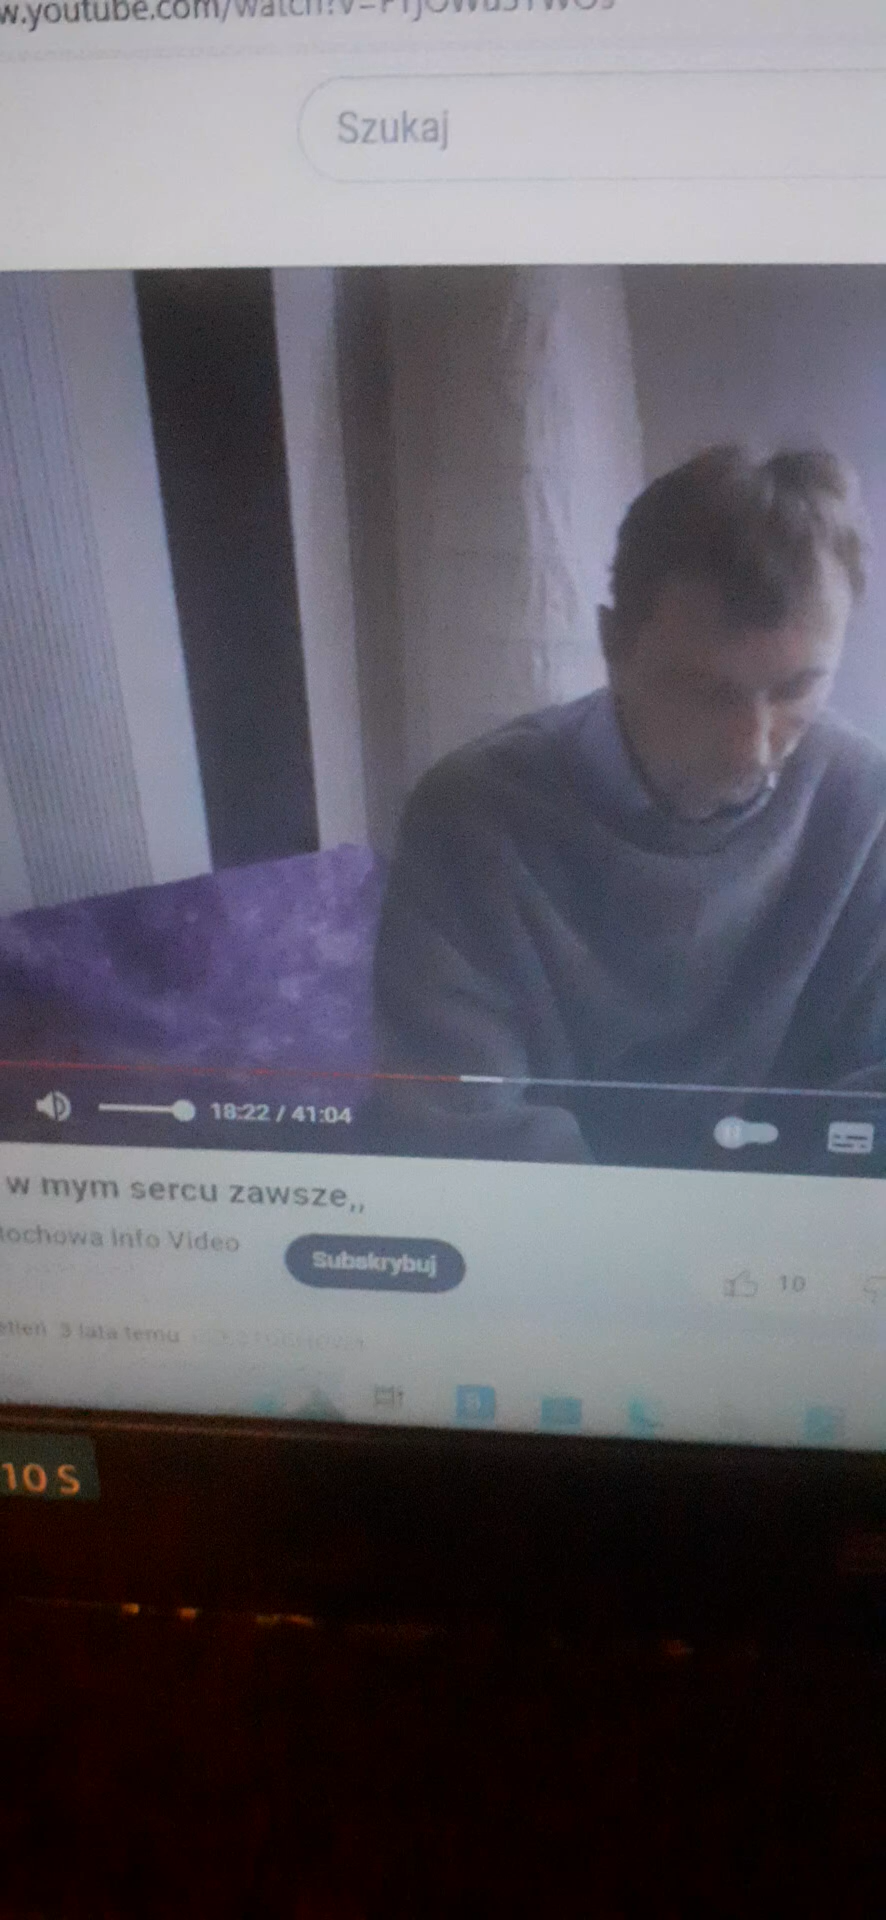 w.youtube.com/watch?v=
Szukaj
18:22 / 41:04
w mym sercu zawsze,,
tochowa Info Video
Subskrybuj
10
3 lata temu
10 S